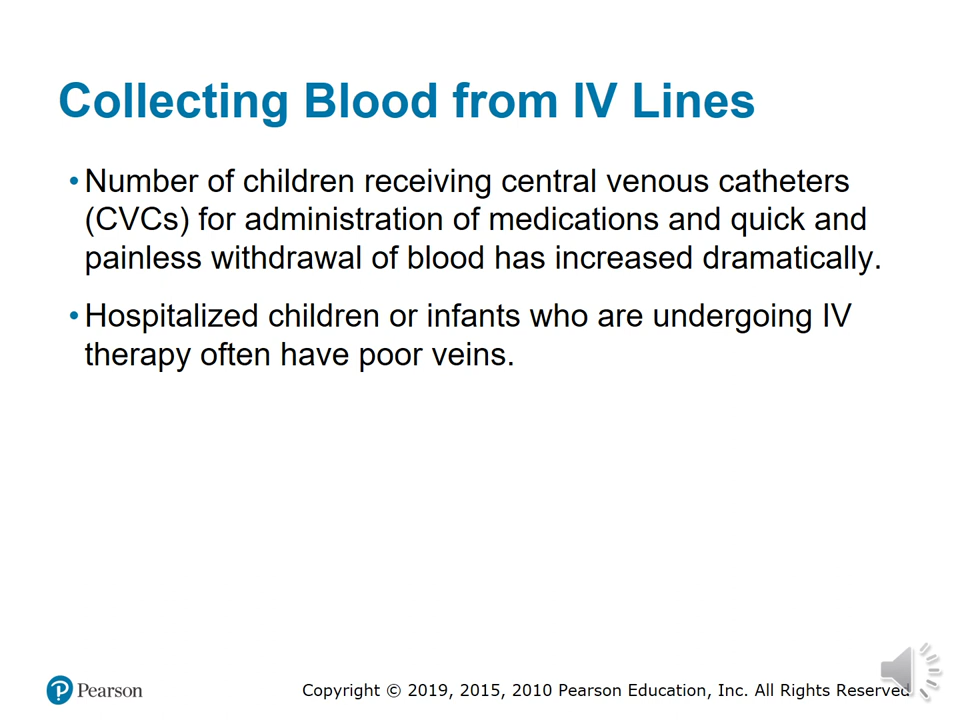 Collecting Blood from IV Lines
• Number of children receiving central venous catheters
(CVCs) for administration of medications and quick and
painless withdrawal of blood has increased dramatically.
• Hospitalized children or infants who are undergoing IV
therapy often have poor veins.
Pearson
Copyright © 2019, 2015, 2010 Pearson Education, Inc. All Rights Reserved